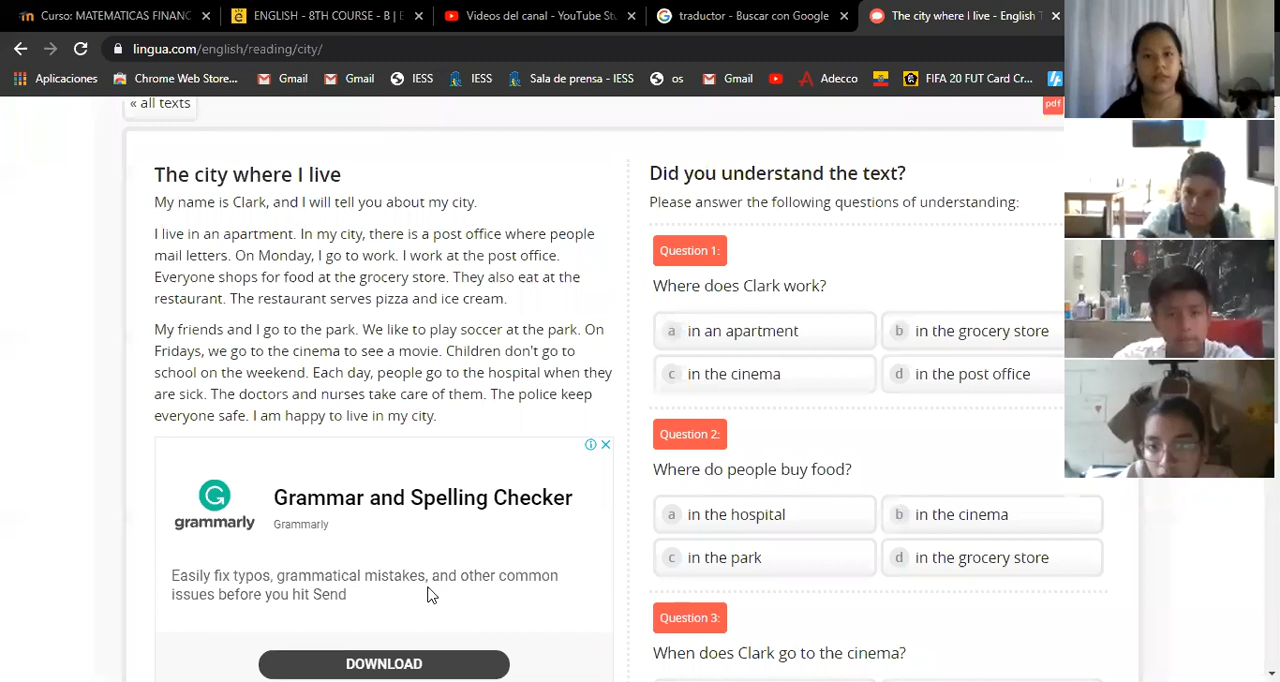 Curso: MATEMATICAS FINANC
ENGLISH - 8TH COURSE - B | E
Videos del canal - YouTube St
traductor - Buscar con Google
The city where I live - English T
lingua.com/english/reading/city/
Aplicaciones
Chrome Web Store...
Gmail
Gmail
IESS
IESS
Sala de prensa - IESS
os
Gmail
Adecco
FIFA 20 FUT Card Cr...
« all texts
pdf
The city where I live
My name is Clark, and I will tell you about my city.
I live in an apartment. In my city, there is a post office where people
mail letters. On Monday, I go to work. I work at the post office.
Everyone shops for food at the grocery store. They also eat at the
restaurant. The restaurant serves pizza and ice cream.
My friends and I go to the park. We like to play soccer at the park. On
Fridays, we go to the cinema to see a movie. Children don't go to
school on the weekend. Each day, people go to the hospital when they
are sick. The doctors and nurses take care of them. The police keep
everyone safe. I am happy to live in my city.
grammarly
Grammar and Spelling Checker
Grammarly
Easily fix typos, grammatical mistakes, and other common
issues before you hit Send
DOWNLOAD
Did you understand the text?
Please answer the following questions of understanding:
Question 1:
Where does Clark work?
a in an apartment
b in the grocery store
c in the cinema
d in the post office
Question 2:
Where do people buy food?
a in the hospital
b in the cinema
c in the park
d in the grocery store
Question 3:
When does Clark go to the cinema?